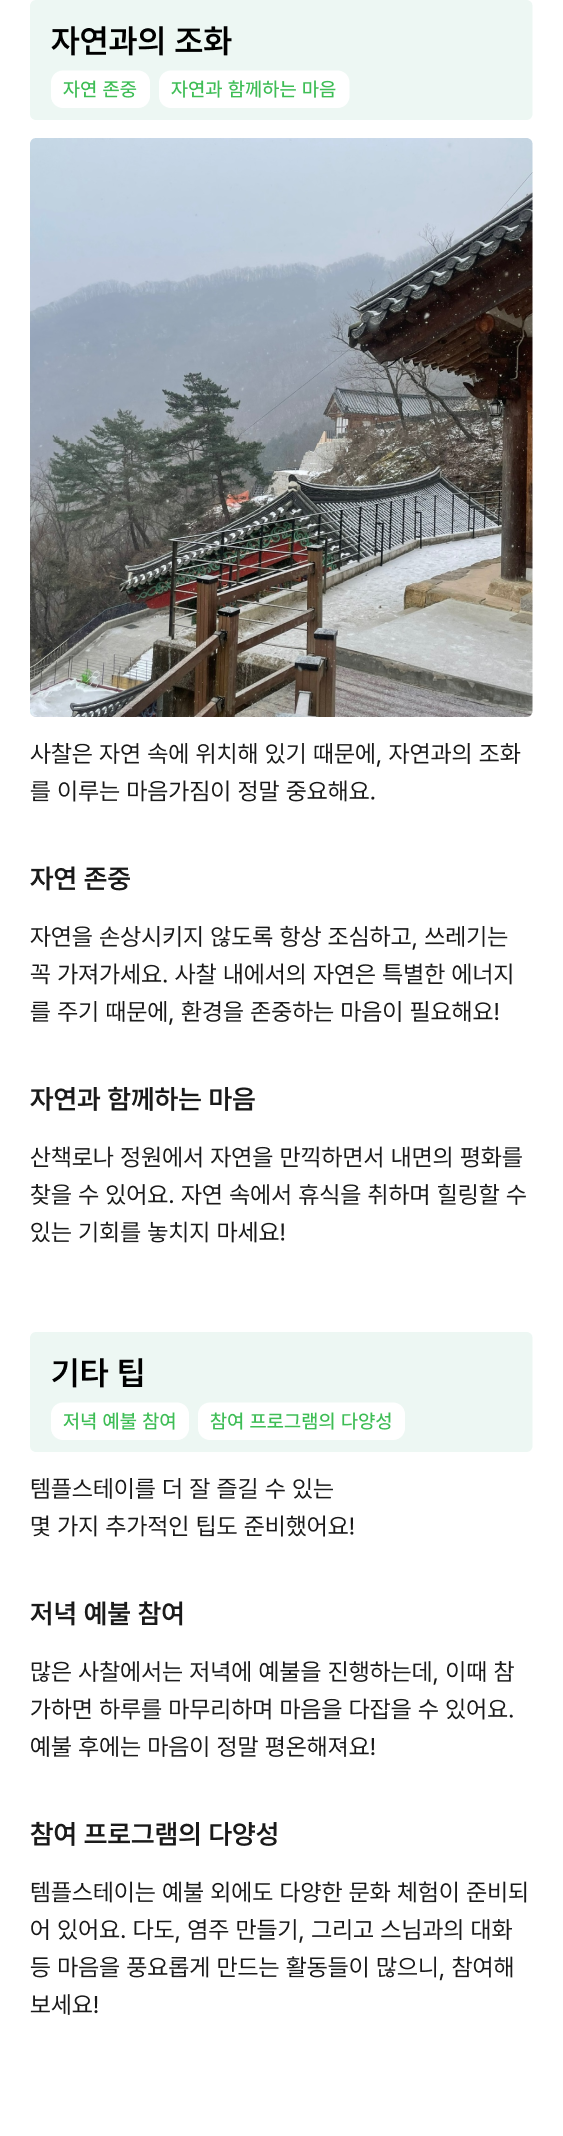 자연과의 조화
자연 존중 자연과 함께하는 마음
사찰은 자연 속에 위치해 있기 때문에, 자연과의 조화
를 이루는 마음가짐이 정말 중요해요.
자연 존중
자연을 손상시키지 않도록 항상 조심하고, 쓰레기는
꼭 가져가세요. 사찰 내에서의 자연은 특별한 에너지
를 주기 때문에, 환경을 존중하는 마음이 필요해요!
자연과 함께하는 마음
산책로나 정원에서 자연을 만끽하면서 내면의 평화를
찾을 수 있어요. 자연 속에서 휴식을 취하며 힐링할 수
있는 기회를 놓치지 마세요!
기타 팁
저녁 예불 참여 참여 프로그램의 다양성
템플스테이를 더 잘 즐길 수 있는
몇 가지 추가적인 팁도 준비했어요!
저녁 예불 참여
많은 사찰에서는 저녁에 예불을 진행하는데, 이때 참
가하면 하루를 마무리하며 마음을 다잡을 수 있어요.
예불 후에는 마음이 정말 평온해져요!
참여 프로그램의 다양성
템플스테이는 예불 외에도 다양한 문화 체험이 준비되
어 있어요. 다도, 염주 만들기, 그리고 스님과의 대화
등 마음을 풍요롭게 만드는 활동들이 많으니, 참여해
보세요!